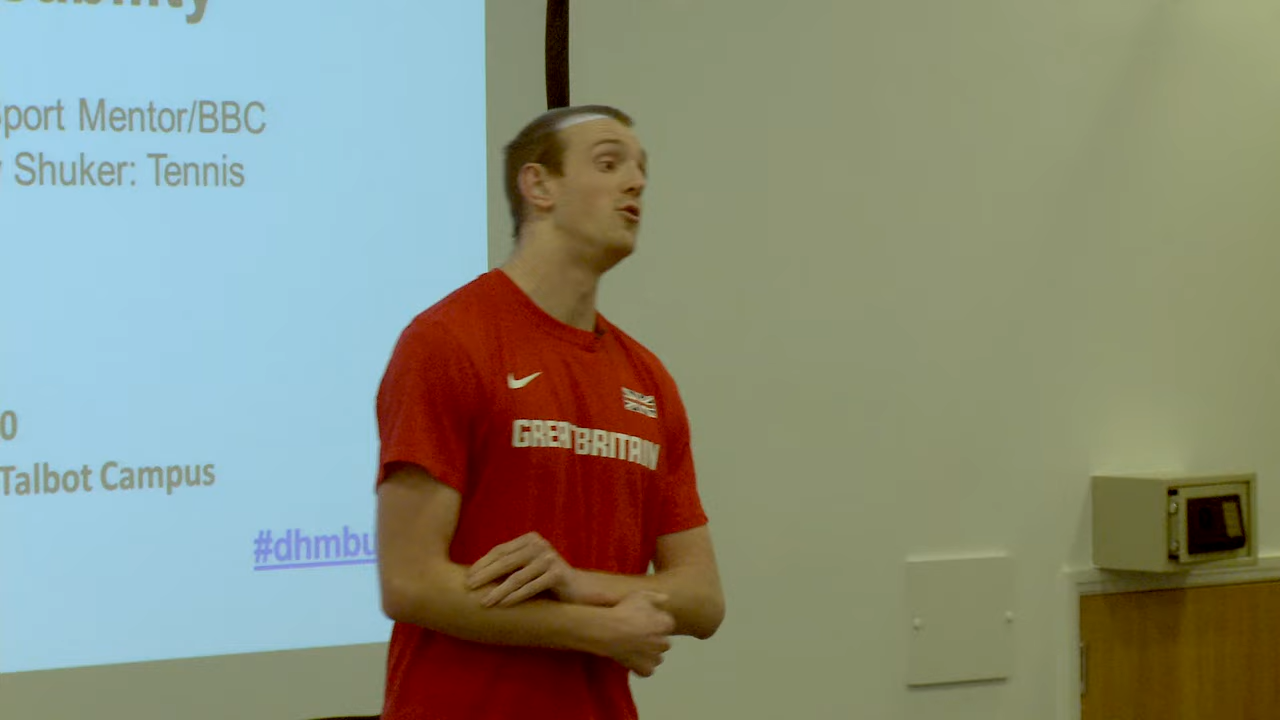 Sport Mentor/BBC
Shuker: Tennis
0
Talbot Campus
#dhmbu
GREAT BRITAIN